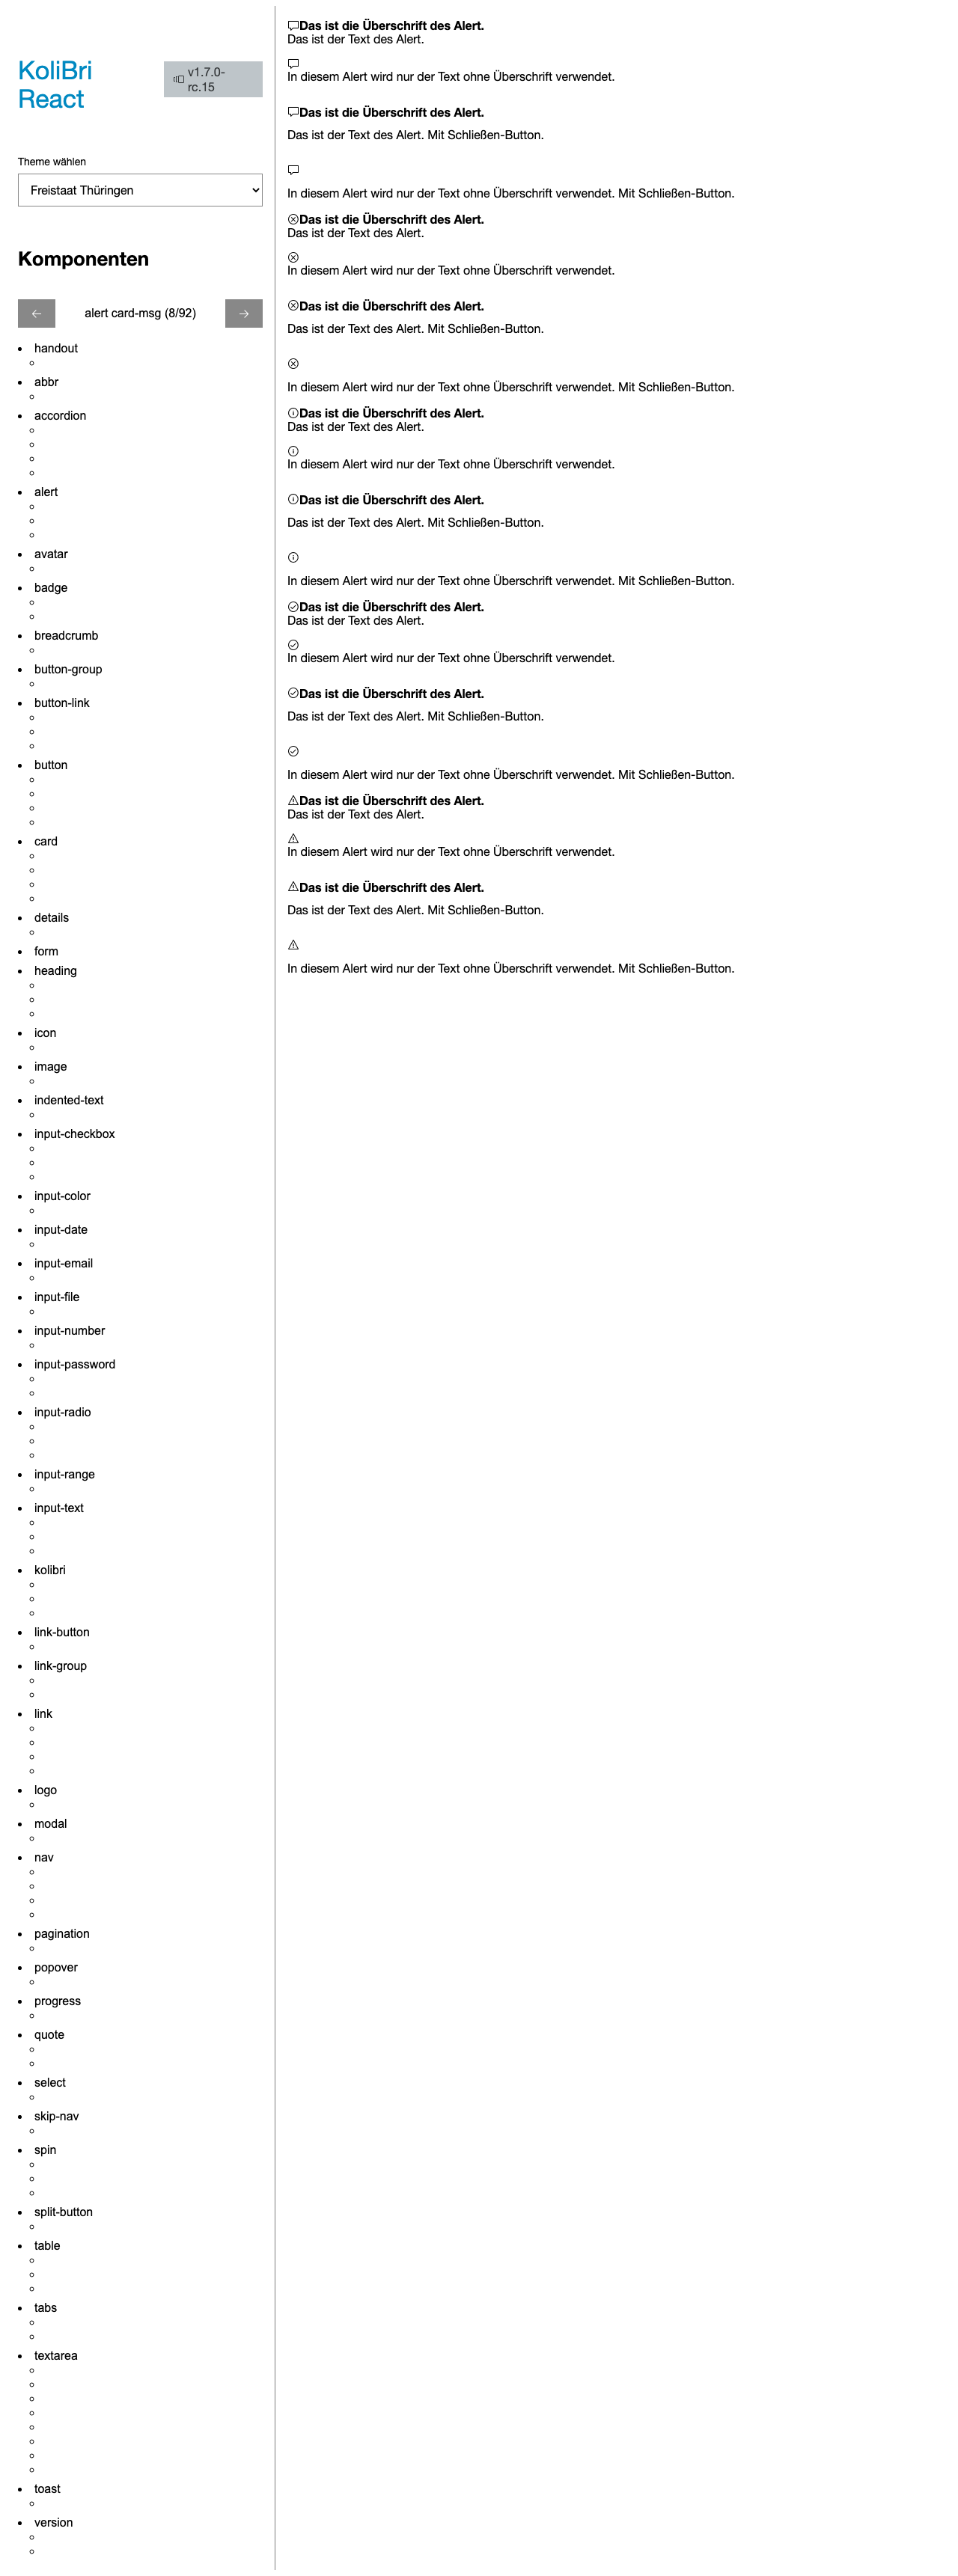 KoliBri
React
v1.7.0-
rc.15
Theme wählen
Freistaat Thüringen
Komponenten
alert card-msg (8/92)
handout
abbr
accordion
alert
avatar
badge
breadcrumb
button-group
button-link
button
card
details
form
heading
icon
image
indented-text
input-checkbox
input-color
input-date
input-email
input-file
input-number
input-password
input-radio
input-range
input-text
kolibri
link-button
link-group
link
logo
modal
nav
pagination
popover
progress
quote
select
skip-nav
spin
split-button
table
tabs
textarea
toast
version
Das ist die Überschrift des Alert.
Das ist der Text des Alert.
In diesem Alert wird nur der Text ohne Überschrift verwendet.
Das ist die Überschrift des Alert.
Das ist der Text des Alert. Mit Schließen-Button.
In diesem Alert wird nur der Text ohne Überschrift verwendet. Mit Schließen-Button.
Das ist die Überschrift des Alert.
Das ist der Text des Alert.
In diesem Alert wird nur der Text ohne Überschrift verwendet.
Das ist die Überschrift des Alert.
Das ist der Text des Alert. Mit Schließen-Button.
In diesem Alert wird nur der Text ohne Überschrift verwendet. Mit Schließen-Button.
Das ist die Überschrift des Alert.
Das ist der Text des Alert.
In diesem Alert wird nur der Text ohne Überschrift verwendet.
Das ist die Überschrift des Alert.
Das ist der Text des Alert. Mit Schließen-Button.
In diesem Alert wird nur der Text ohne Überschrift verwendet. Mit Schließen-Button.
Das ist die Überschrift des Alert.
Das ist der Text des Alert.
In diesem Alert wird nur der Text ohne Überschrift verwendet.
Das ist die Überschrift des Alert.
Das ist der Text des Alert. Mit Schließen-Button.
In diesem Alert wird nur der Text ohne Überschrift verwendet. Mit Schließen-Button.
Das ist die Überschrift des Alert.
Das ist der Text des Alert.
In diesem Alert wird nur der Text ohne Überschrift verwendet.
Das ist die Überschrift des Alert.
Das ist der Text des Alert. Mit Schließen-Button.
In diesem Alert wird nur der Text ohne Überschrift verwendet. Mit Schließen-Button.